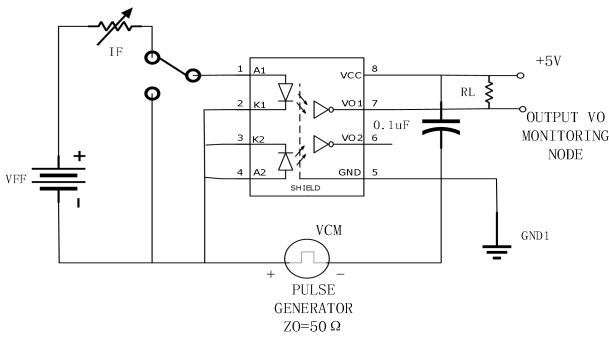 IF
+5V
1 A1 VCC 8
RL
2 K1 VO1 7
0.1uF
OUTPUT VO
MONITORING
NODE
3 K2 VO2 6
4 A2 GND 5
SHIELD
+
VFF
-
GND1
VCM
+ -
PULSE
GENERATOR
ZO=50Ω